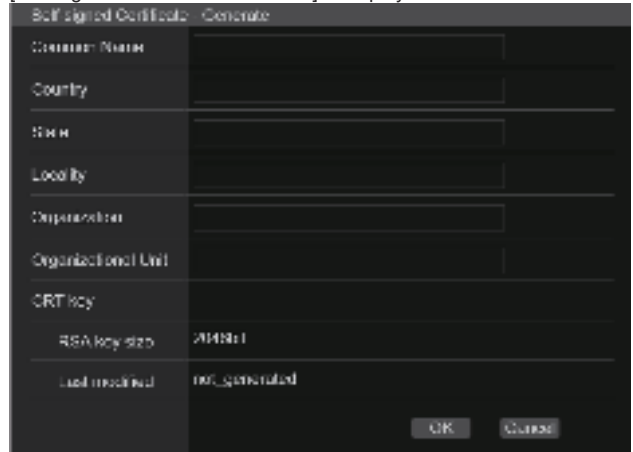 Self-signed Certificate - Generate
Common Name
Country
State
Locality
Organization
Organizational Unit
CRT key
RSA key size 2048bit
Last modified not_generated
OK Cancel